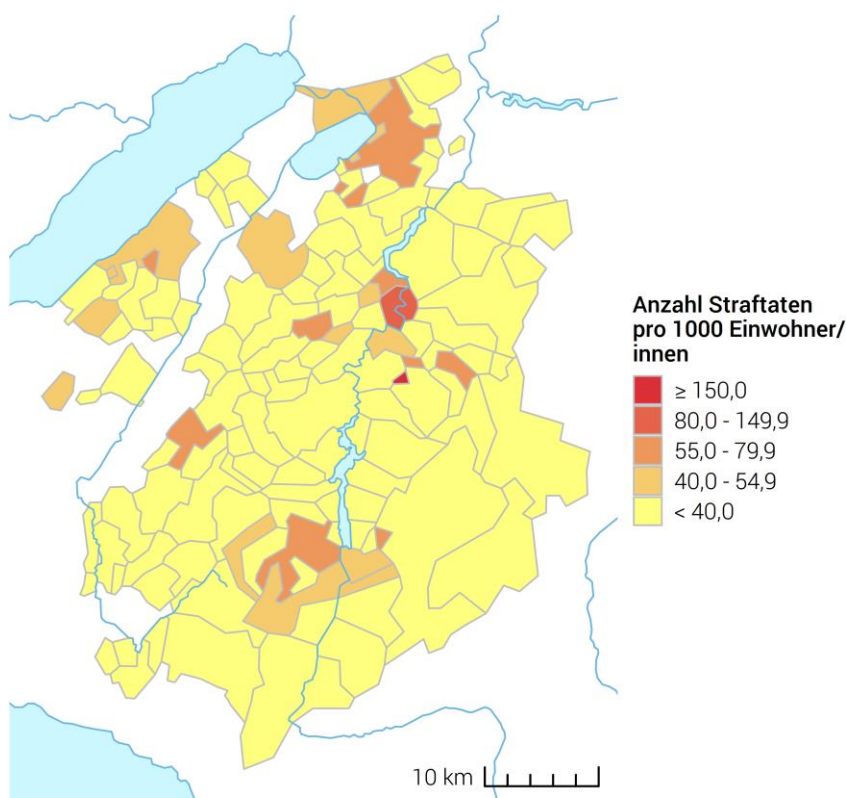 Anzahl Straftaten
pro 1000 Einwohner/
innen
≥ 150,0
80,0 - 149,9
55,0 - 79,9
40,0 - 54,9
< 40,0
10 km